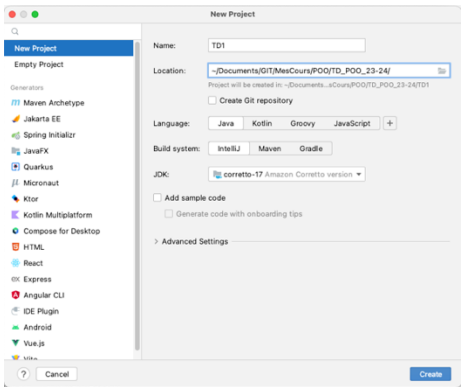 New Project
New Project
Empty Project
Generators
Maven Archetype
Jakarta EE
Spring Initializr
JavaFX
Quarkus
Micronaut
Ktor
Kotlin Multiplatform
Compose for Desktop
HTML
React
Express
Angular CLI
IDE Plugin
Android
Vue.js
Vite
Name: TD1
Location: ~/Documents/GIT/MesCours/POO/TD_POO_23-24/
Project will be created in: ~/Documents...sCours/POO/TD_POO_23-24/TD1
Create Git repository
Language: Java Kotlin Groovy JavaScript +
Build system: IntelliJ Maven Gradle
JDK: corretto-17 Amazon Corretto version
Add sample code
Generate code with onboarding tips
> Advanced Settings
? Cancel Create